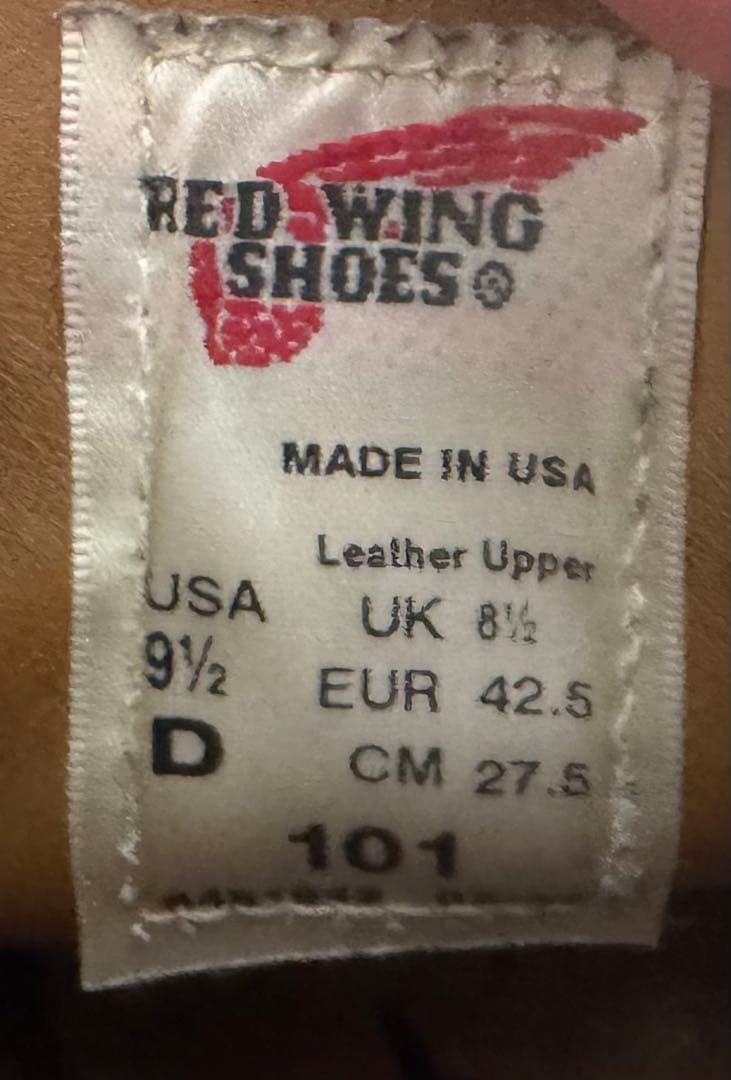 RED WING
SHOES®
MADE IN USA
Leather Upper
USA
9½
D
UK 8½
EUR 42.5
CM 27.5
101